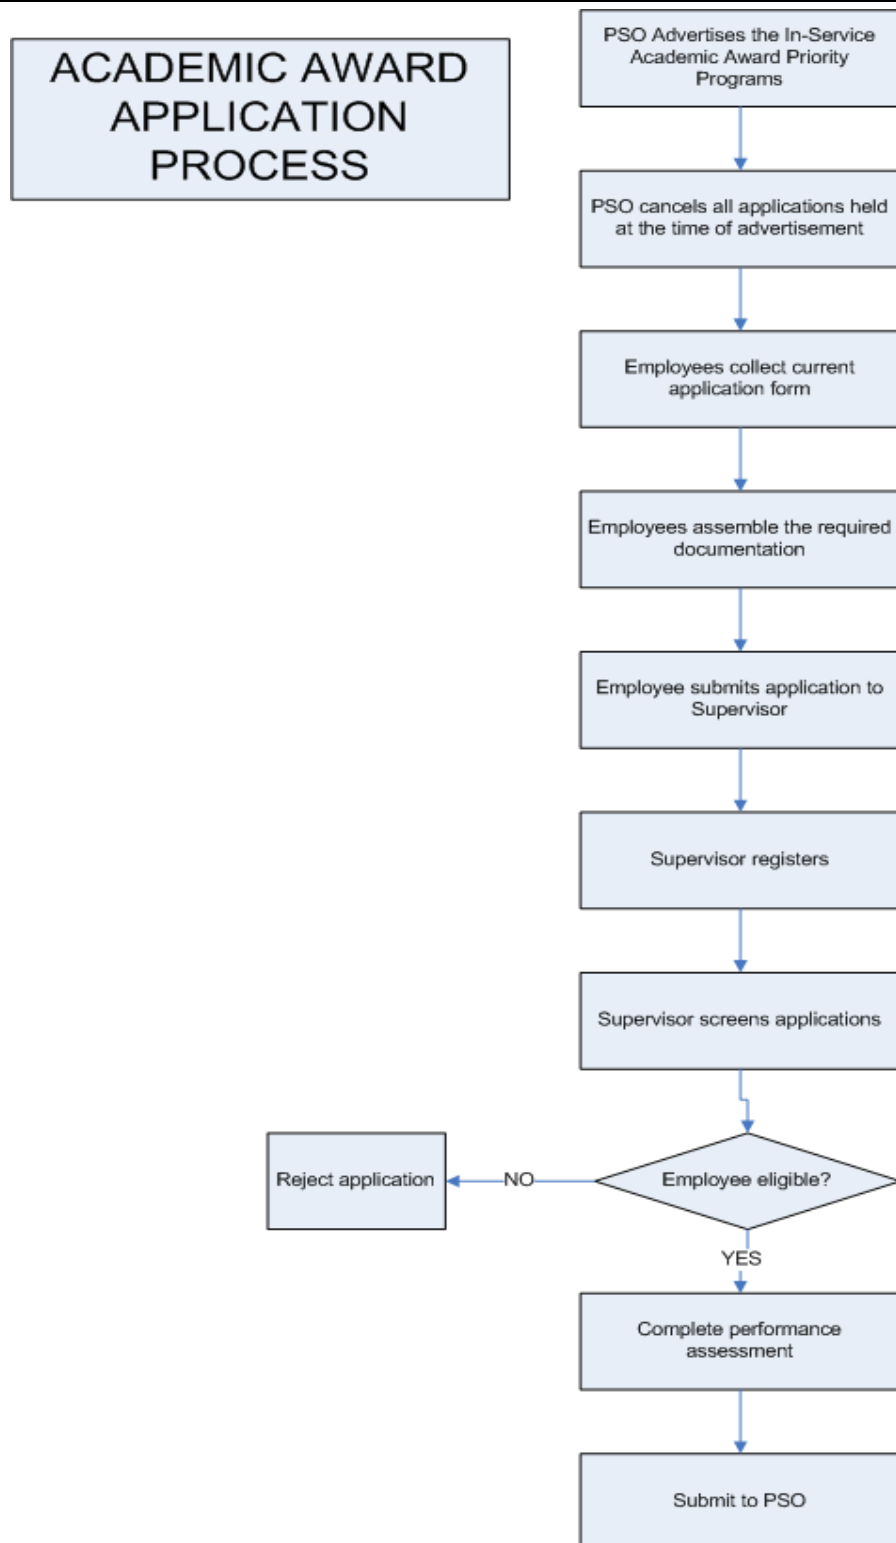 ACADEMIC AWARD
APPLICATION
PROCESS
PSO Advertises the In-Service
Academic Award Priority
Programs
PSO cancels all applications held
at the time of advertisement
Employees collect current
application form
Employees assemble the required
documentation
Employee submits application to
Supervisor
Supervisor registers
Supervisor screens applications
Employee eligible?
NO
Reject application
YES
Complete performance
assessment
Submit to PSO